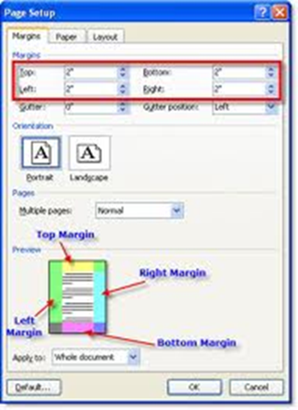 Page Setup
Margins Paper Layout
Margins
Top: 2" Bottom: 2"
Left: 2" Right: 2"
Gutter: 0" Gutter position: Left
Orientation
A A
Portrait Landscape
Pages
Multiple pages: Normal
Preview
Top Margin
Right Margin
Left
Margin
Bottom Margin
Apply to: Whole document
Default... OK Cancel